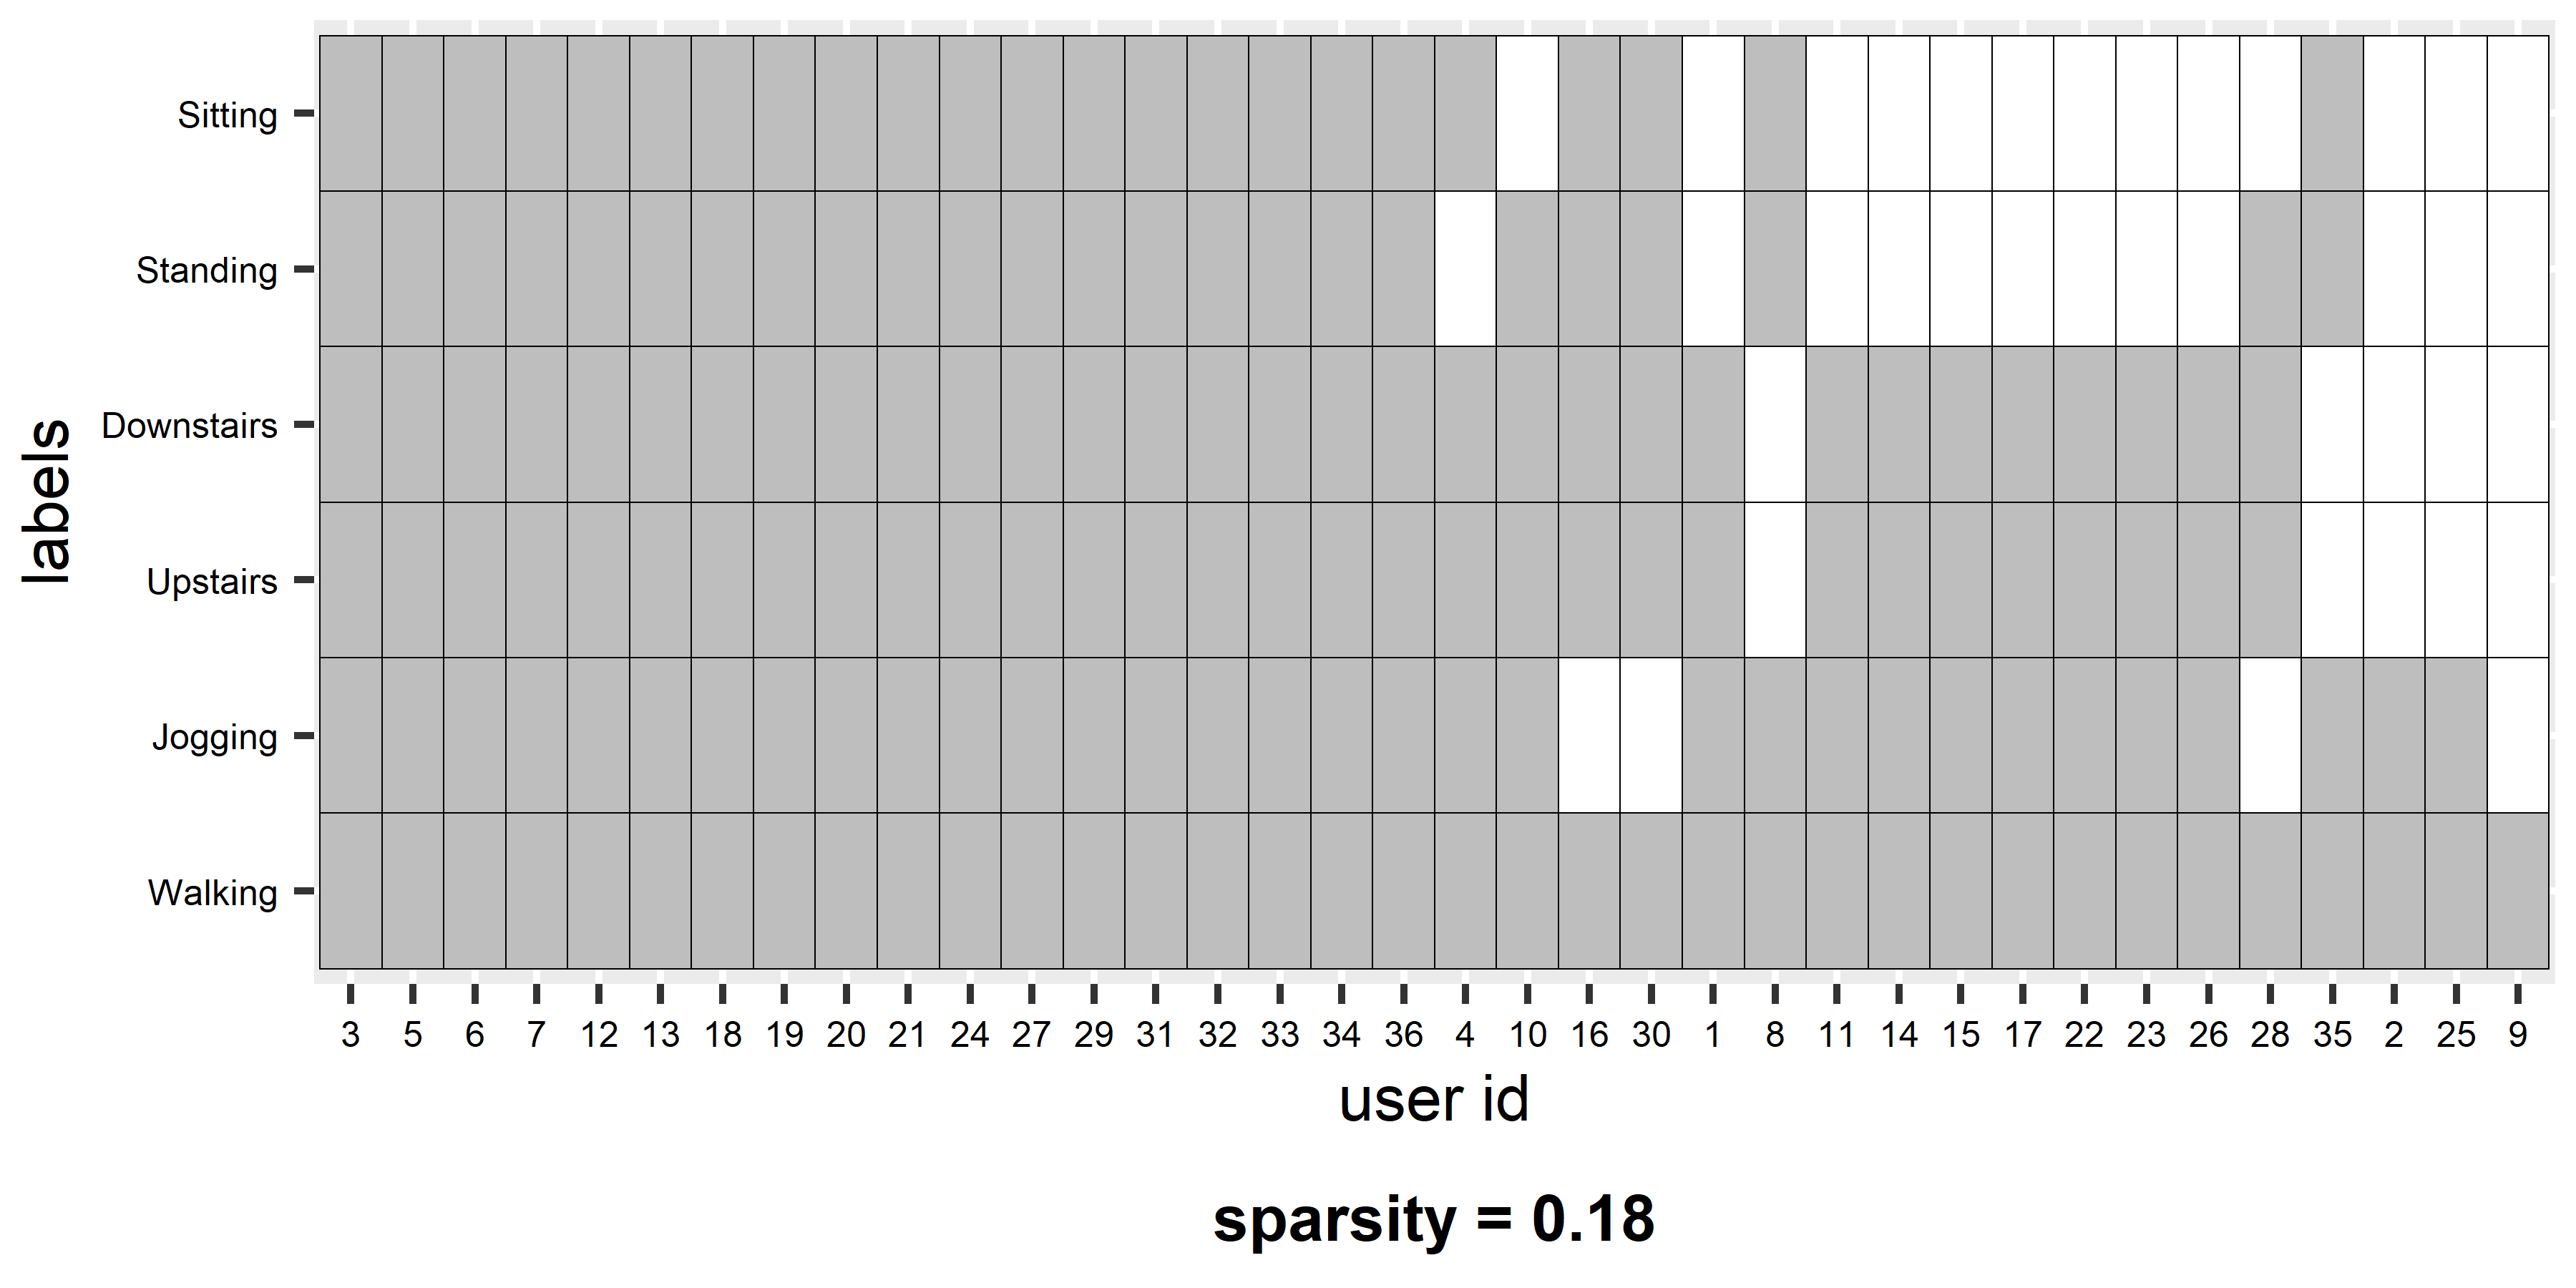 labels
Sitting
Standing
Downstairs
Upstairs
Jogging
Walking
3 5 6 7 12 13 18 19 20 21 24 27 29 31 32 33 34 36 4 10 16 30 1 8 11 14 15 17 22 23 26 28 35 2 25 9
user id
sparsity = 0.18